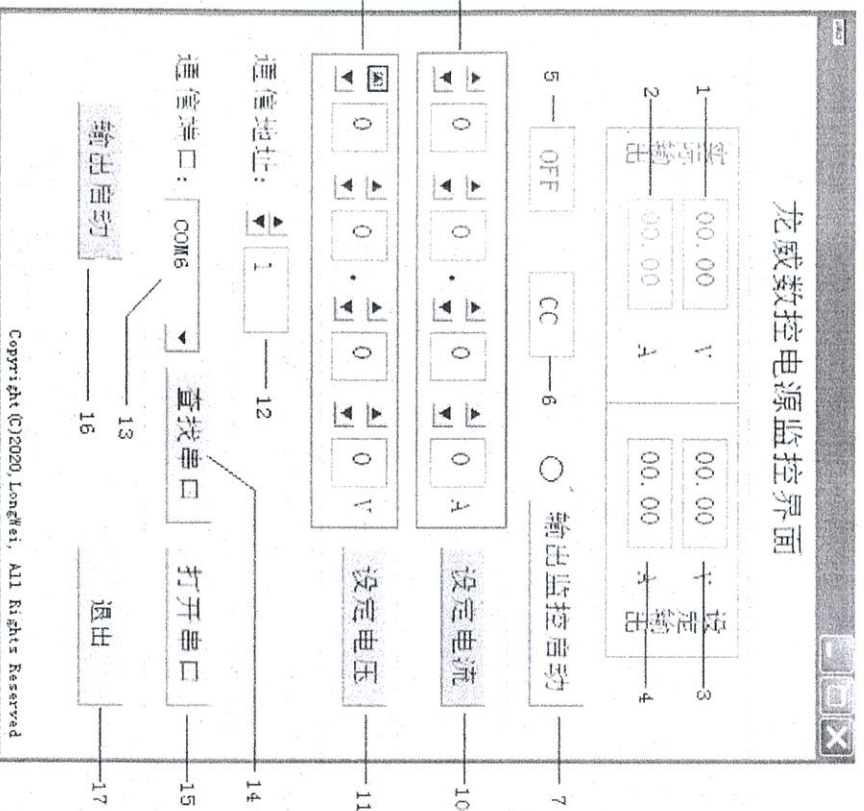 龙威数控电源监控界面
实际输出
1 00.00 V
2 00.00 A
00.00 V 3
00.00 A 4
设定输出
5 OFF CC 6 输出监控启动 7
0 0 . 0 0 A 设定电流 10
0 0 . 0 0 V 设定电压 11
通信地址: 1 12
通信端口: COM6 查找串口 打开串口 15
13 14
输出启动 16 退出 17
Copyright(C)2020, LongWei, All Rights Reserved